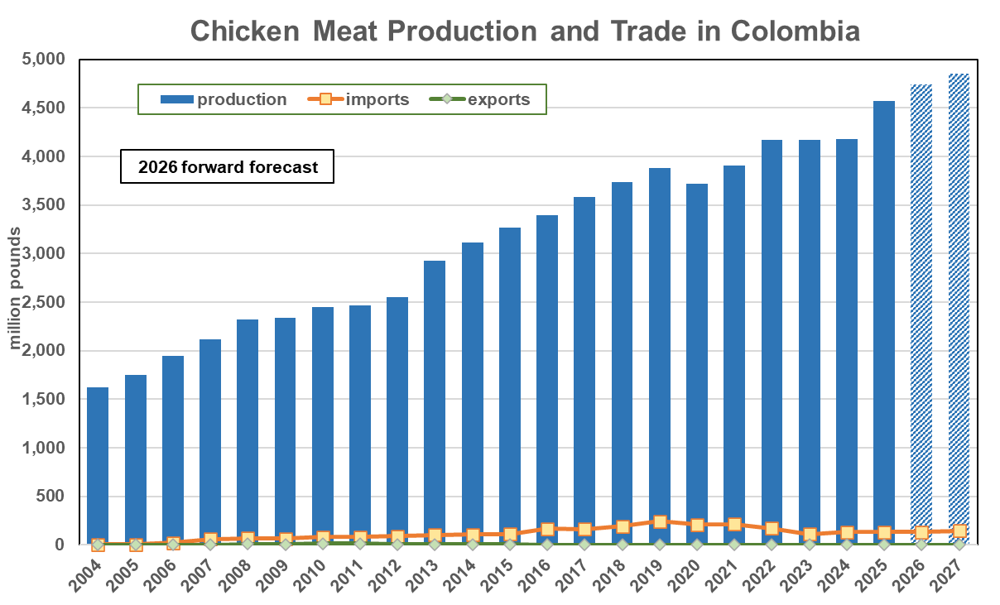 Chicken Meat Production and Trade in Colombia
5,000
4,500
4,000
3,500
3,000
2,500
2,000
1,500
1,000
500
0
million pounds
production imports exports
2026 forward forecast
2004 2005 2006 2007 2008 2009 2010 2011 2012 2013 2014 2015 2016 2017 2018 2019 2020 2021 2022 2023 2024 2025 2026 2027